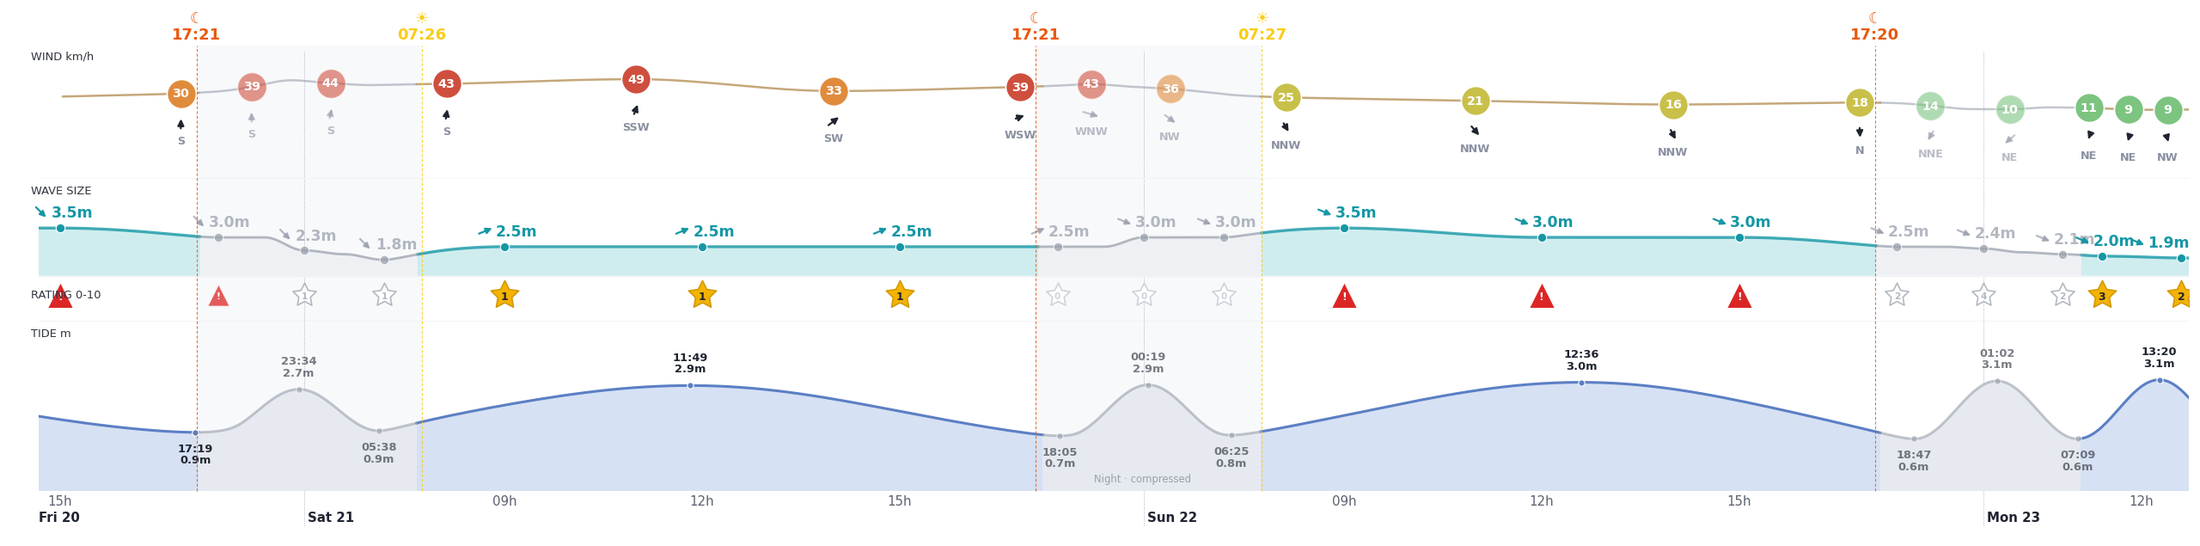 17:21 07:26 17:21 07:27 17:20
WIND km/h
30 39 44 43 49 33 39 43 36 25 21 16 18 14 10 11 9 9
S S S S SSW SW WSW WNW NW NNW NNW NNW N NNE NE NE NE NW
WAVE SIZE
3.5m 3.0m 2.3m 1.8m 2.5m 2.5m 2.5m 2.5m 3.0m 3.0m 3.5m 3.0m 3.0m 2.5m 2.4m 2.1m 2.0m 1.9m
RATING 0-10
! ! 1 1 1 1 1 0 0 0 ! ! ! 2 4 2 3 2
TIDE m
23:34 11:49 00:19 12:36 01:02 13:20
2.7m 2.9m 2.9m 3.0m 3.1m 3.1m
17:19 05:38 18:05 06:25 18:47 07:09
0.9m 0.9m 0.7m 0.8m 0.6m 0.6m
Night · compressed
15h 09h 12h 15h 09h 12h 15h 12h
Fri 20 Sat 21 Sun 22 Mon 23